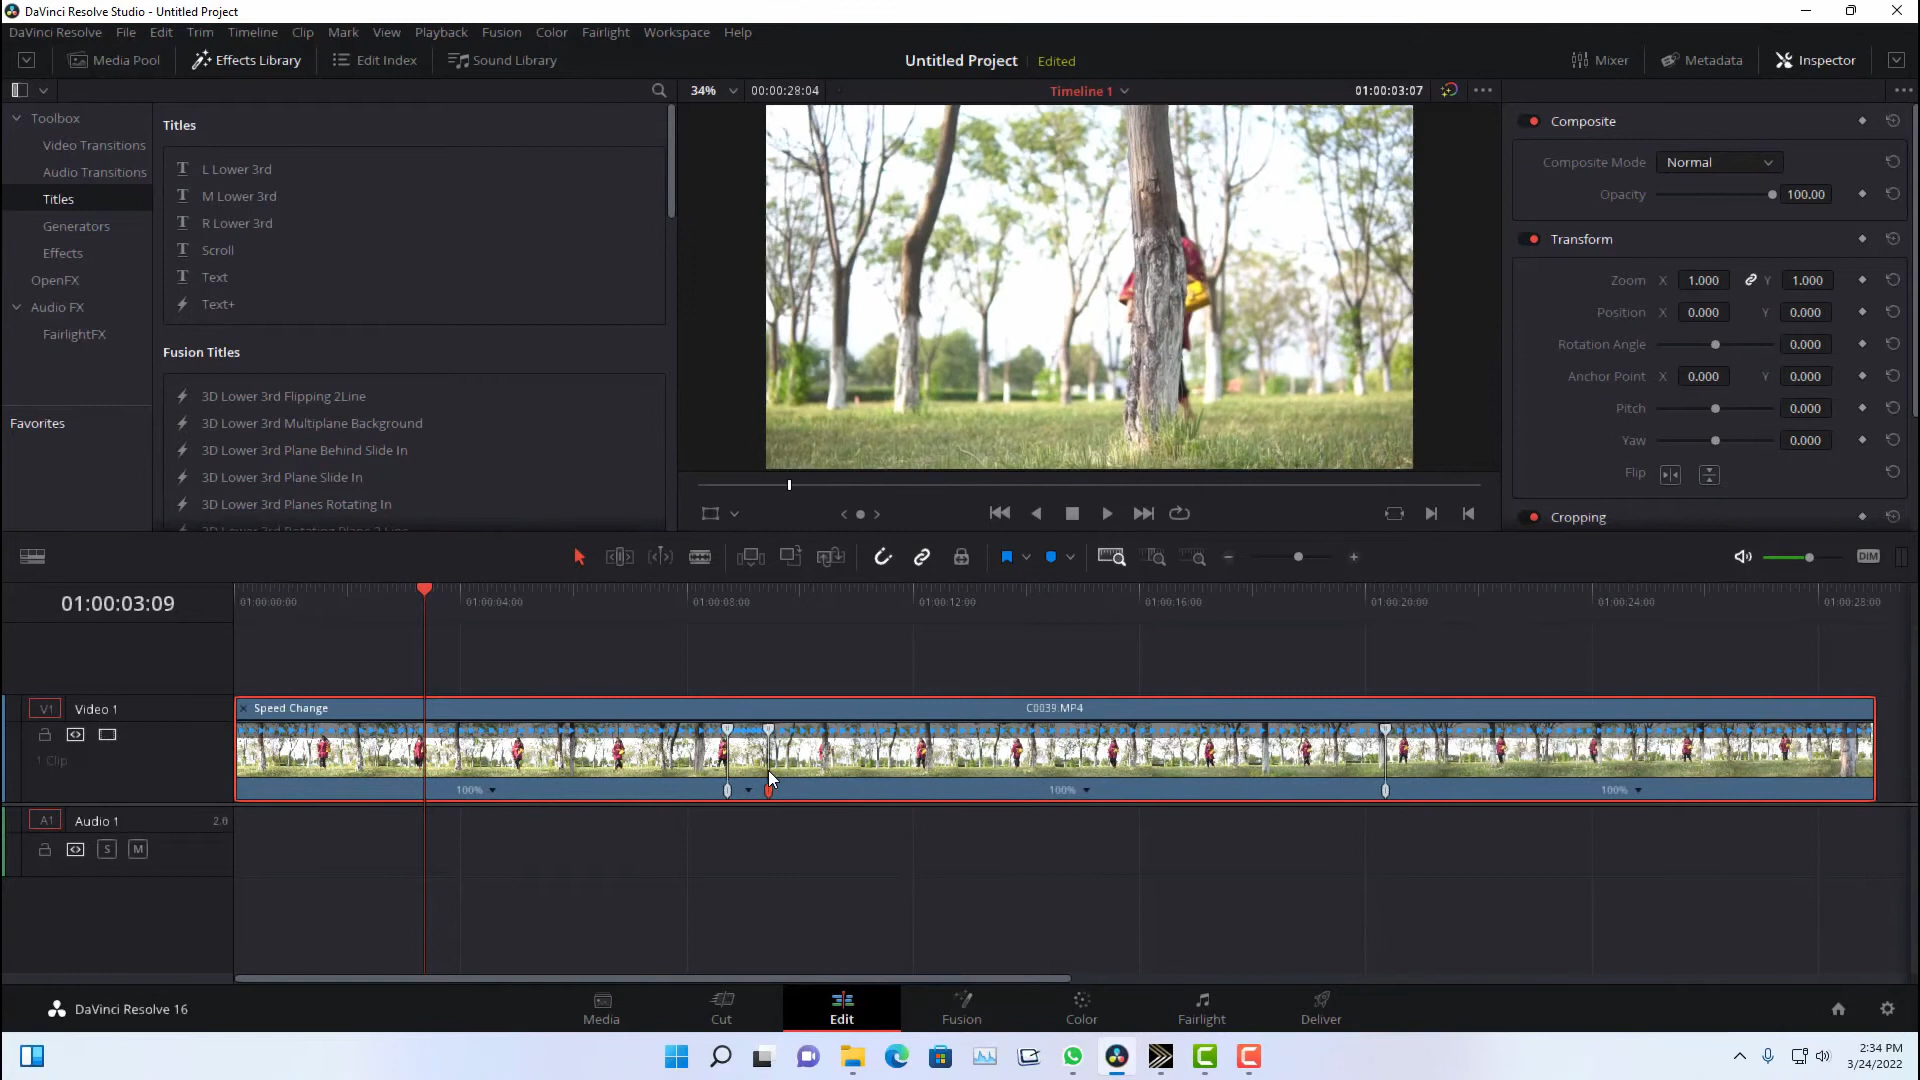 DaVinci Resolve Studio - Untitled Project
DaVinci Resolve File Edit Trim Timeline Clip Mark View Playback Fusion Color Fairlight Workspace Help
Media Pool Effects Library Edit Index Sound Library Untitled Project Edited Mixer Metadata Inspector
34% 00:00:28:04 Timeline 1 01:00:03:07
Toolbox
Video Transitions
Audio Transitions
Titles
Generators
Effects
OpenFX
Audio FX
FairlightFX
Favorites
Titles
L Lower 3rd
M Lower 3rd
R Lower 3rd
Scroll
Text
Text+
Fusion Titles
3D Lower 3rd Flipping 2Line
3D Lower 3rd Multiplane Background
3D Lower 3rd Plane Behind Slide In
3D Lower 3rd Plane Slide In
3D Lower 3rd Planes Rotating In
Composite
Composite Mode Normal
Opacity 100.00
Transform
Zoom X 1.000 Y 1.000
Position X 0.000 Y 0.000
Rotation Angle 0.000
Anchor Point X 0.000 Y 0.000
Pitch 0.000
Yaw 0.000
Flip
Cropping
DIM
01:00:03:09
01:00:00:00 01:00:04:00 01:00:08:00 01:00:12:00 01:00:16:00 01:00:20:00 01:00:24:00 01:00:28:00
V1 Video 1
1 Clip
Speed Change C0039.MP4
100% 100% 100%
A1 Audio 1 2.0
S M
DaVinci Resolve 16
Media Cut Edit Fusion Color Fairlight Deliver
2:34 PM
3/24/2022